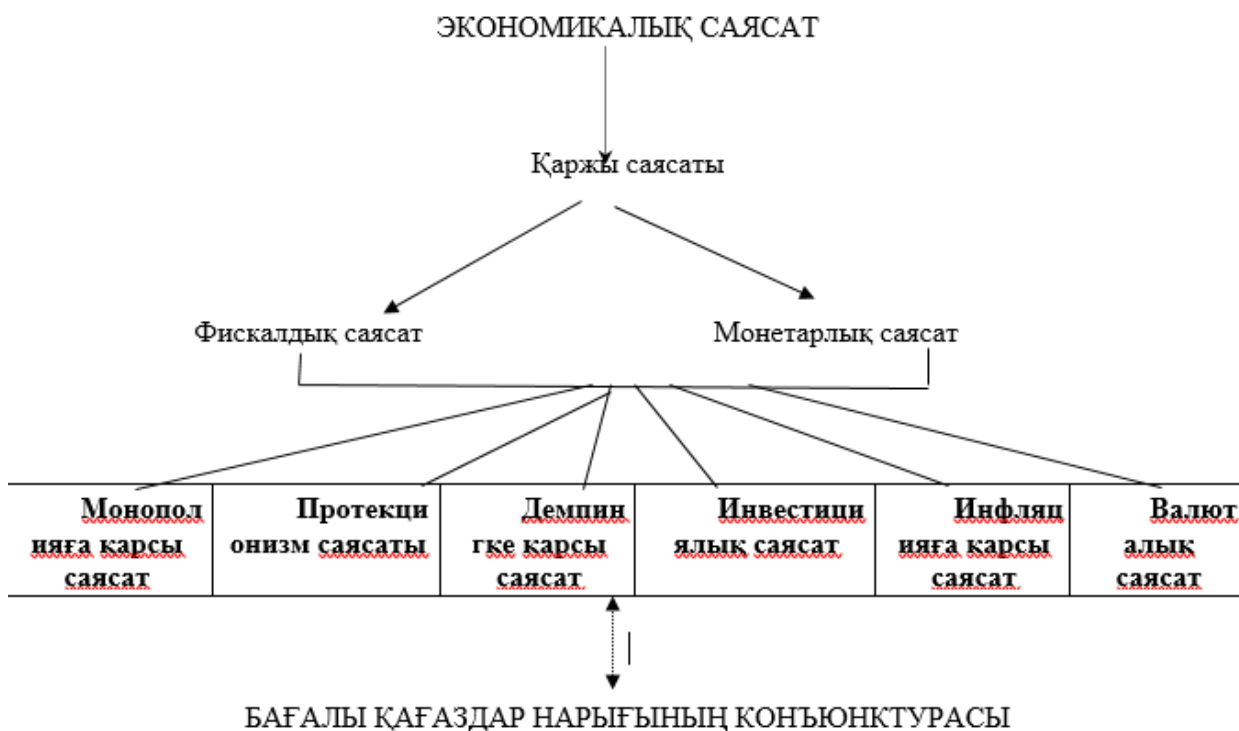 ЭКОНОМИКАЛЫҚ САЯСАТ
Қаржы саясаты
Фискалдық саясат
Монетарлық саясат
Монопол
ияға қарсы
саясат
Протекци
онизм саясаты
Демпин
гке қарсы
саясат
Инвестици
ялық саясат
Инфляц
ияға қарсы
саясат
Валют
алық
саясат
БАҒАЛЫ ҚАҒАЗДАР НАРЫҒЫНЫҢ КОНЪЮНКТУРАСЫ